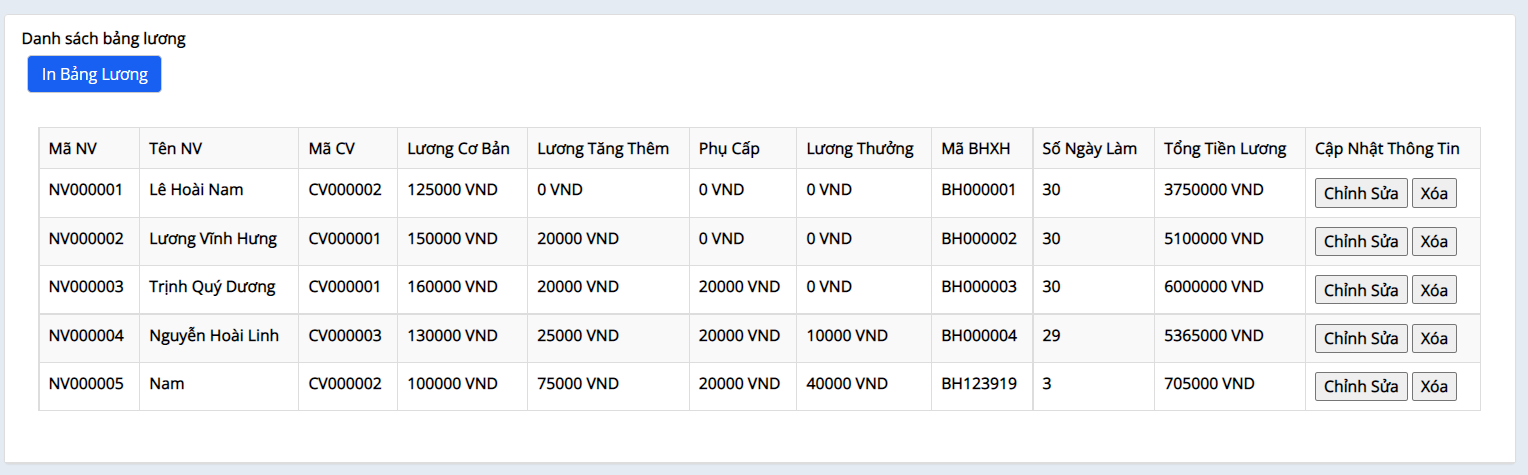 Danh sách bảng lương
In Bảng Lương
Mã NV Tên NV Mã CV Lương Cơ Bản Lương Tăng Thêm Phụ Cấp Lương Thưởng Mã BHXH Số Ngày Làm Tổng Tiền Lương Cập Nhật Thông Tin
NV000001 Lê Hoài Nam CV000002 125000 VND 0 VND 0 VND 0 VND BH000001 30 3750000 VND Chỉnh Sửa Xóa
NV000002 Lương Vĩnh Hưng CV000001 150000 VND 20000 VND 0 VND 0 VND BH000002 30 5100000 VND Chỉnh Sửa Xóa
NV000003 Trịnh Quý Dương CV000001 160000 VND 20000 VND 20000 VND 0 VND BH000003 30 6000000 VND Chỉnh Sửa Xóa
NV000004 Nguyễn Hoài Linh CV000003 130000 VND 25000 VND 20000 VND 10000 VND BH000004 29 5365000 VND Chỉnh Sửa Xóa
NV000005 Nam CV000002 100000 VND 75000 VND 20000 VND 40000 VND BH123919 3 705000 VND Chỉnh Sửa Xóa